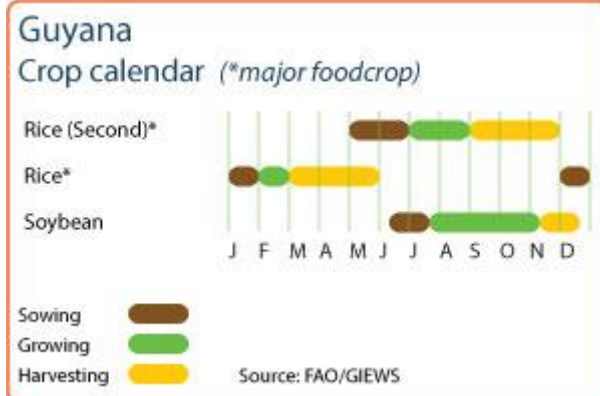 Guyana
Crop calendar (*major foodcrop)
Rice (Second)*
Rice*
Soybean
J F M A M J J A S O N D
Sowing
Growing
Harvesting Source: FAO/GIEWS